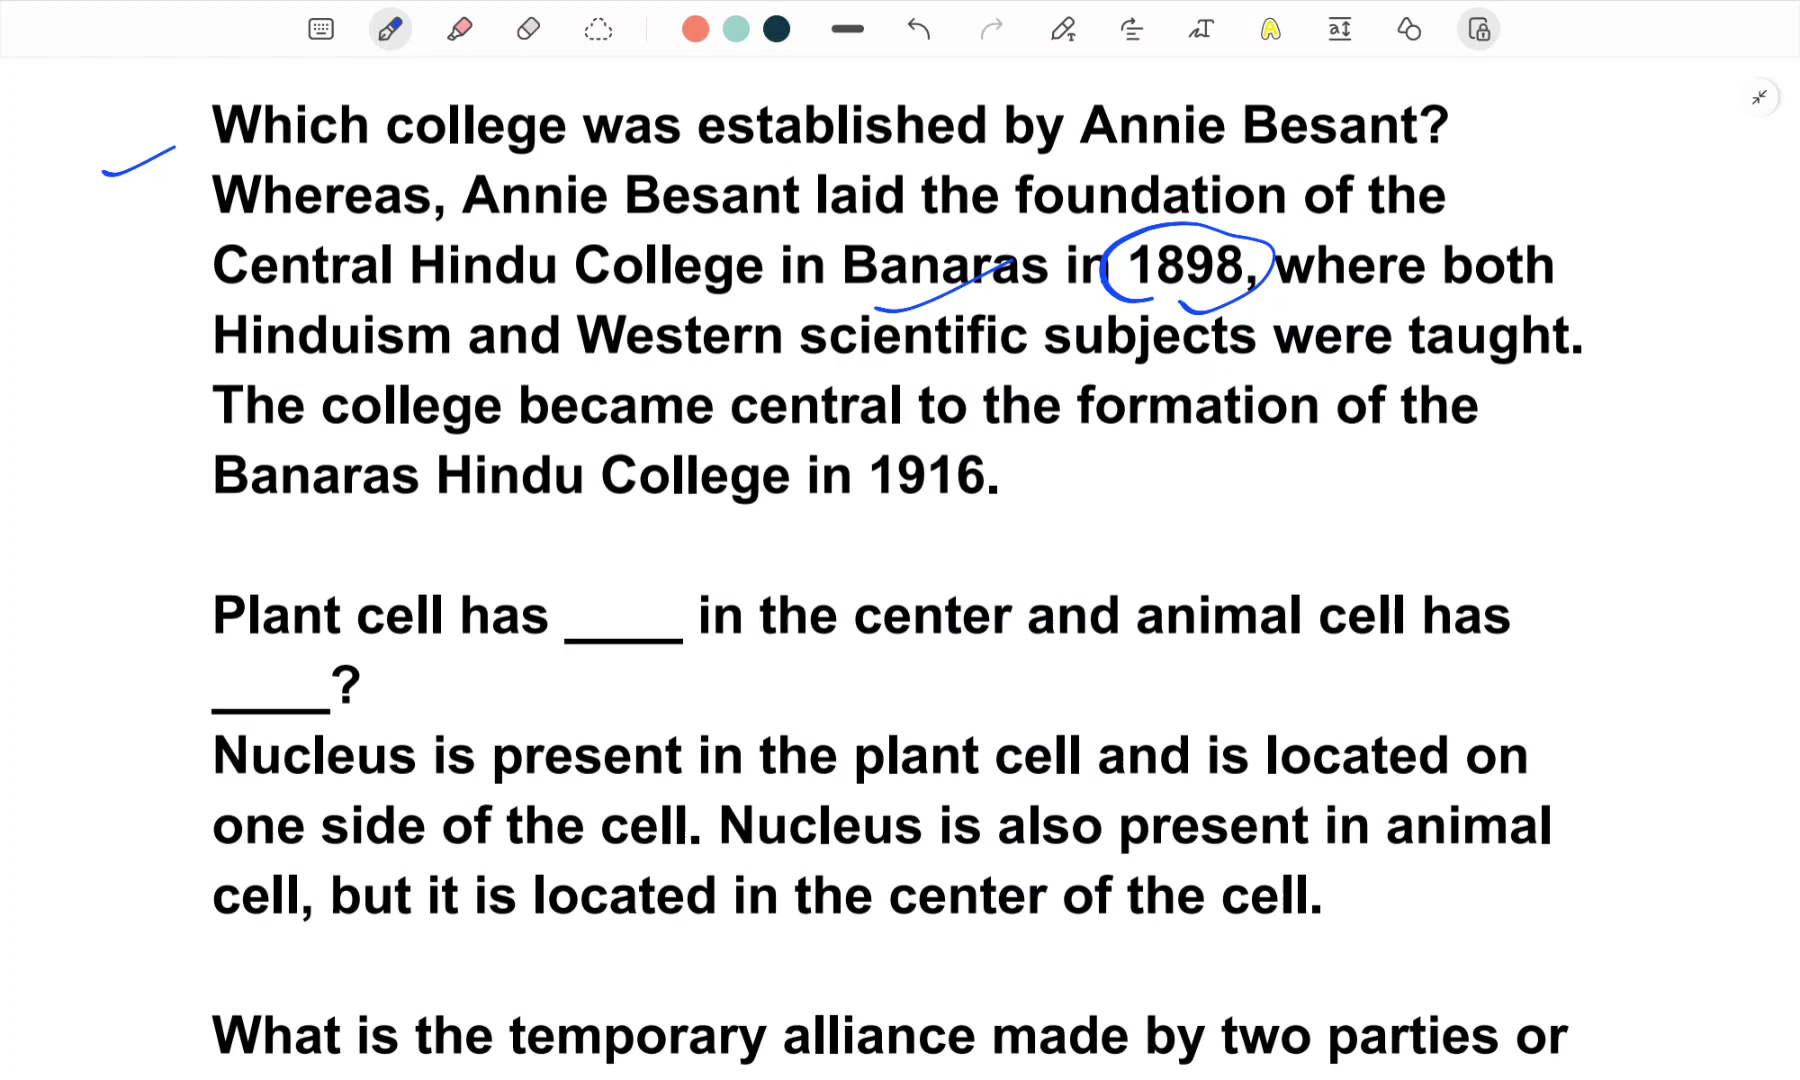 Which college was established by Annie Besant?
Whereas, Annie Besant laid the foundation of the
Central Hindu College in Banaras in 1898, where both
Hinduism and Western scientific subjects were taught.
The college became central to the formation of the
Banaras Hindu College in 1916.
Plant cell has ____ in the center and animal cell has
____?
Nucleus is present in the plant cell and is located on
one side of the cell. Nucleus is also present in animal
cell, but it is located in the center of the cell.
What is the temporary alliance made by two parties or